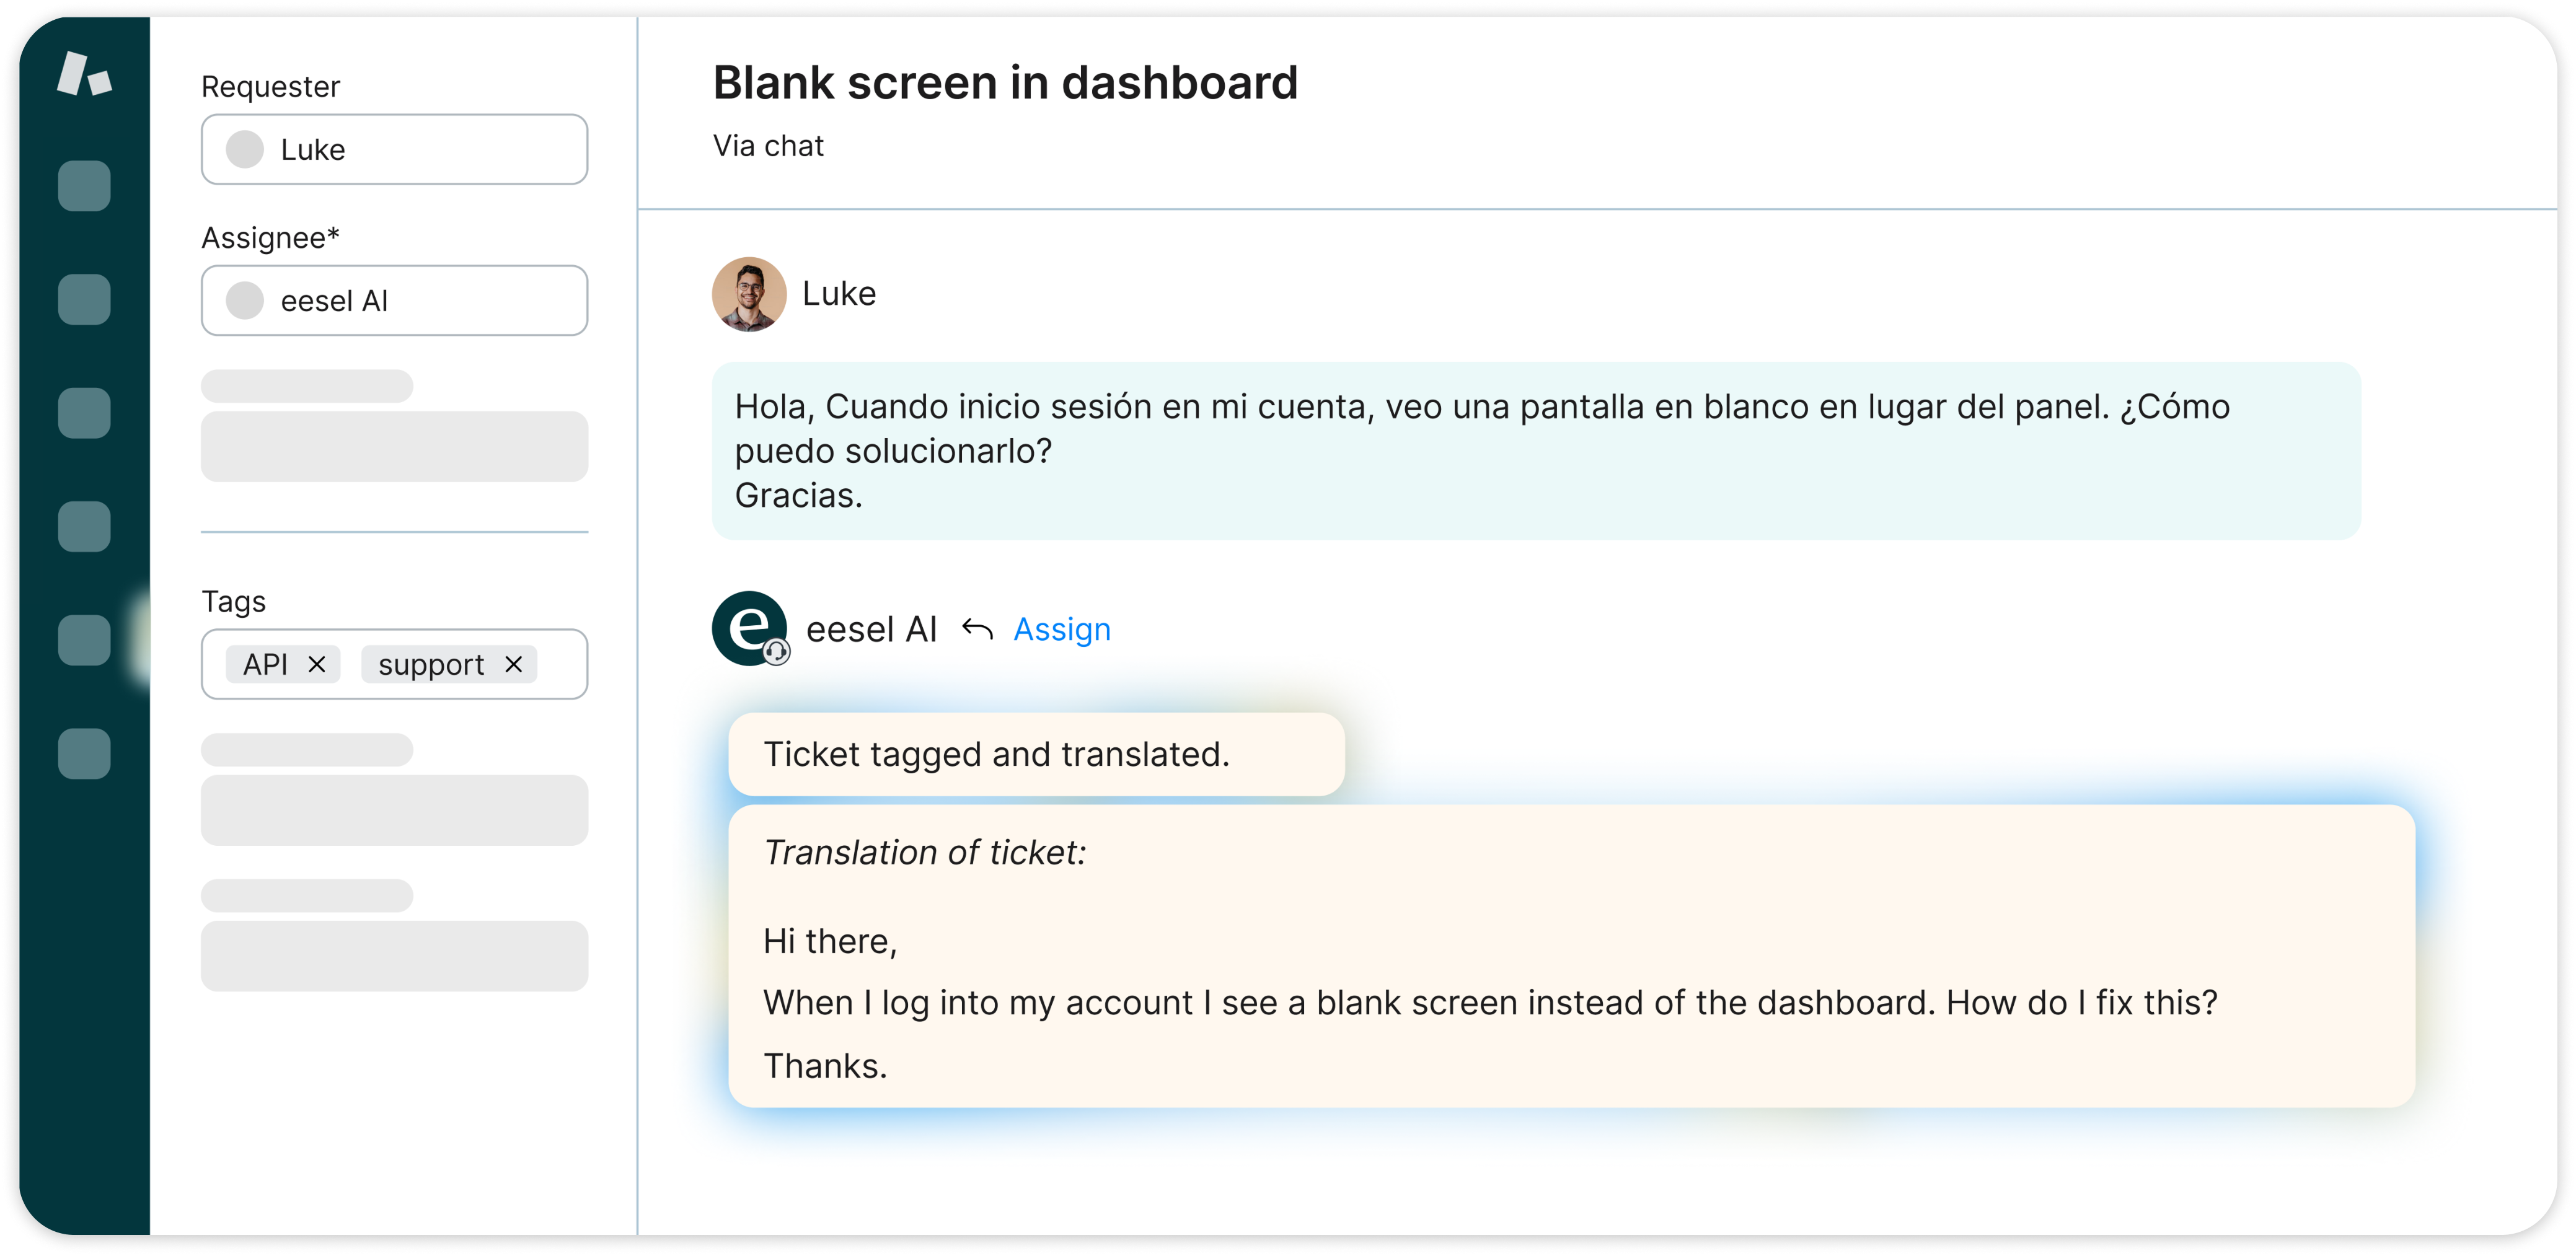 Requester
Luke
Assignee*
eesel AI
Tags
API
support
Blank screen in dashboard
Via chat
Luke
Hola, Cuando inicio sesión en mi cuenta, veo una pantalla en blanco en lugar del panel. ¿Cómo
puedo solucionarlo?
Gracias.
e
eesel AI Assign
Ticket tagged and translated.
Translation of ticket:
Hi there,
When I log into my account I see a blank screen instead of the dashboard. How do I fix this?
Thanks.